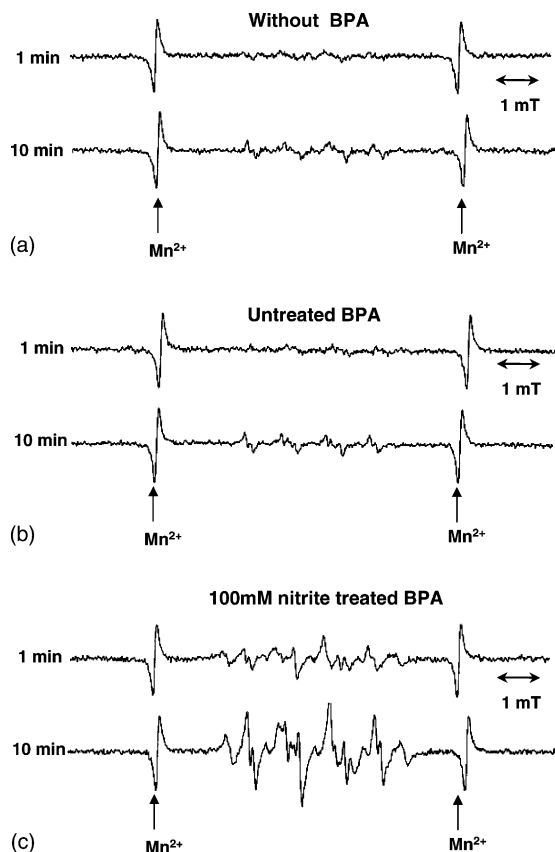 Without BPA
1 min
1 mT
10 min
Mn²⁺ Mn²⁺
(a)
Untreated BPA
1 min
1 mT
10 min
Mn²⁺ Mn²⁺
(b)
100mM nitrite treated BPA
1 min
1 mT
10 min
Mn²⁺ Mn²⁺
(c)